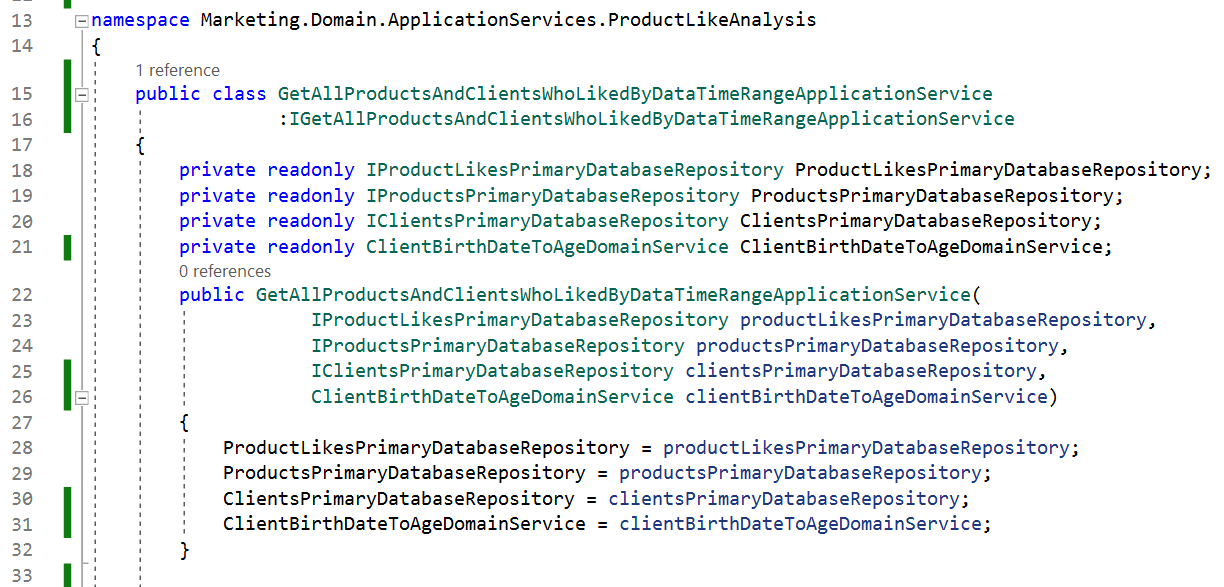 13 namespace Marketing.Domain.ApplicationServices.ProductLikeAnalysis
14 {
1 reference
15 public class GetAllProductsAndClientsWhoLikedByDataTimeRangeApplicationService
16 :IGetAllProductsAndClientsWhoLikedByDataTimeRangeApplicationService
17 {
18 private readonly IProductLikesPrimaryDatabaseRepository ProductLikesPrimaryDatabaseRepository;
19 private readonly IProductsPrimaryDatabaseRepository ProductsPrimaryDatabaseRepository;
20 private readonly IClientsPrimaryDatabaseRepository ClientsPrimaryDatabaseRepository;
21 private readonly ClientBirthDateToAgeDomainService ClientBirthDateToAgeDomainService;
0 references
22 public GetAllProductsAndClientsWhoLikedByDataTimeRangeApplicationService(
23 IProductLikesPrimaryDatabaseRepository productLikesPrimaryDatabaseRepository,
24 IProductsPrimaryDatabaseRepository productsPrimaryDatabaseRepository,
25 IClientsPrimaryDatabaseRepository clientsPrimaryDatabaseRepository,
26 ClientBirthDateToAgeDomainService clientBirthDateToAgeDomainService)
27 {
28 ProductLikesPrimaryDatabaseRepository = productLikesPrimaryDatabaseRepository;
29 ProductsPrimaryDatabaseRepository = productsPrimaryDatabaseRepository;
30 ClientsPrimaryDatabaseRepository = clientsPrimaryDatabaseRepository;
31 ClientBirthDateToAgeDomainService = clientBirthDateToAgeDomainService;
32 }
33